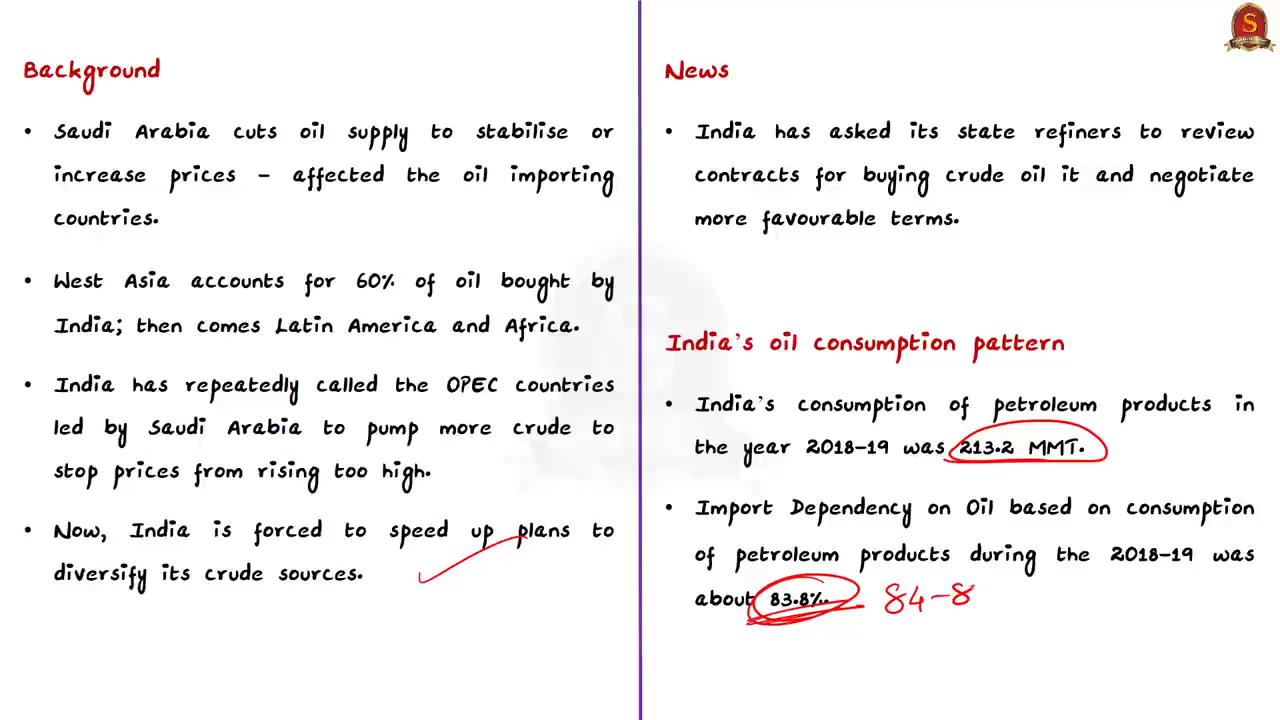 Background
• Saudi Arabia cuts oil supply to stabilise or
increase prices – affected the oil importing
countries.
• West Asia accounts for 60% of oil bought by
India; then comes Latin America and Africa.
• India has repeatedly called the OPEC countries
led by Saudi Arabia to pump more crude to
stop prices from rising too high.
• Now, India is forced to speed up plans to
diversify its crude sources.
News
• India has asked its state refiners to review
contracts for buying crude oil it and negotiate
more favourable terms.
India's oil consumption pattern
• India's consumption of petroleum products in
the year 2018-19 was 213.2 MMT.
• Import Dependency on Oil based on consumption
of petroleum products during the 2018-19 was
about 83.8%. 84-8
S